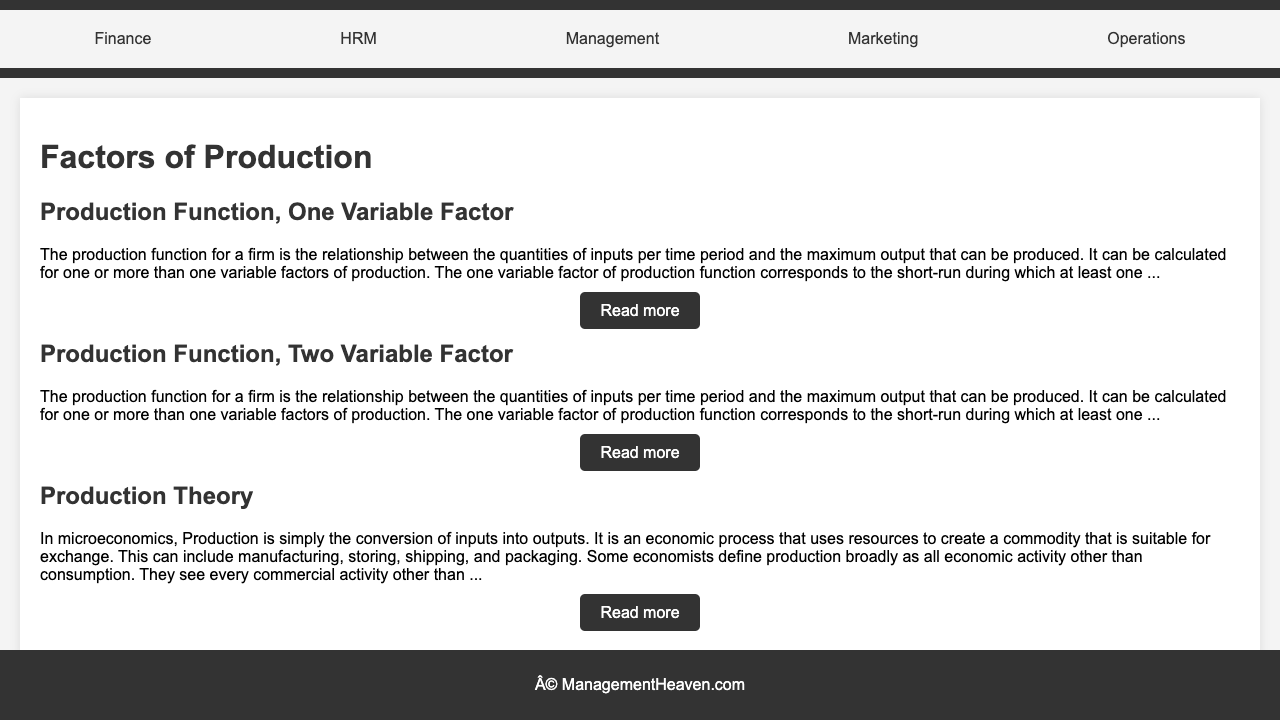 Finance HRM Management Marketing Operations
Factors of Production
Production Function, One Variable Factor
The production function for a firm is the relationship between the quantities of inputs per time period and the maximum output that can be produced. It can be calculated
for one or more than one variable factors of production. The one variable factor of production function corresponds to the short-run during which at least one ...
Read more
Production Function, Two Variable Factor
The production function for a firm is the relationship between the quantities of inputs per time period and the maximum output that can be produced. It can be calculated
for one or more than one variable factors of production. The one variable factor of production function corresponds to the short-run during which at least one ...
Read more
Production Theory
In microeconomics, Production is simply the conversion of inputs into outputs. It is an economic process that uses resources to create a commodity that is suitable for
exchange. This can include manufacturing, storing, shipping, and packaging. Some economists define production broadly as all economic activity other than
consumption. They see every commercial activity other than ...
Read more
Â© ManagementHeaven.com